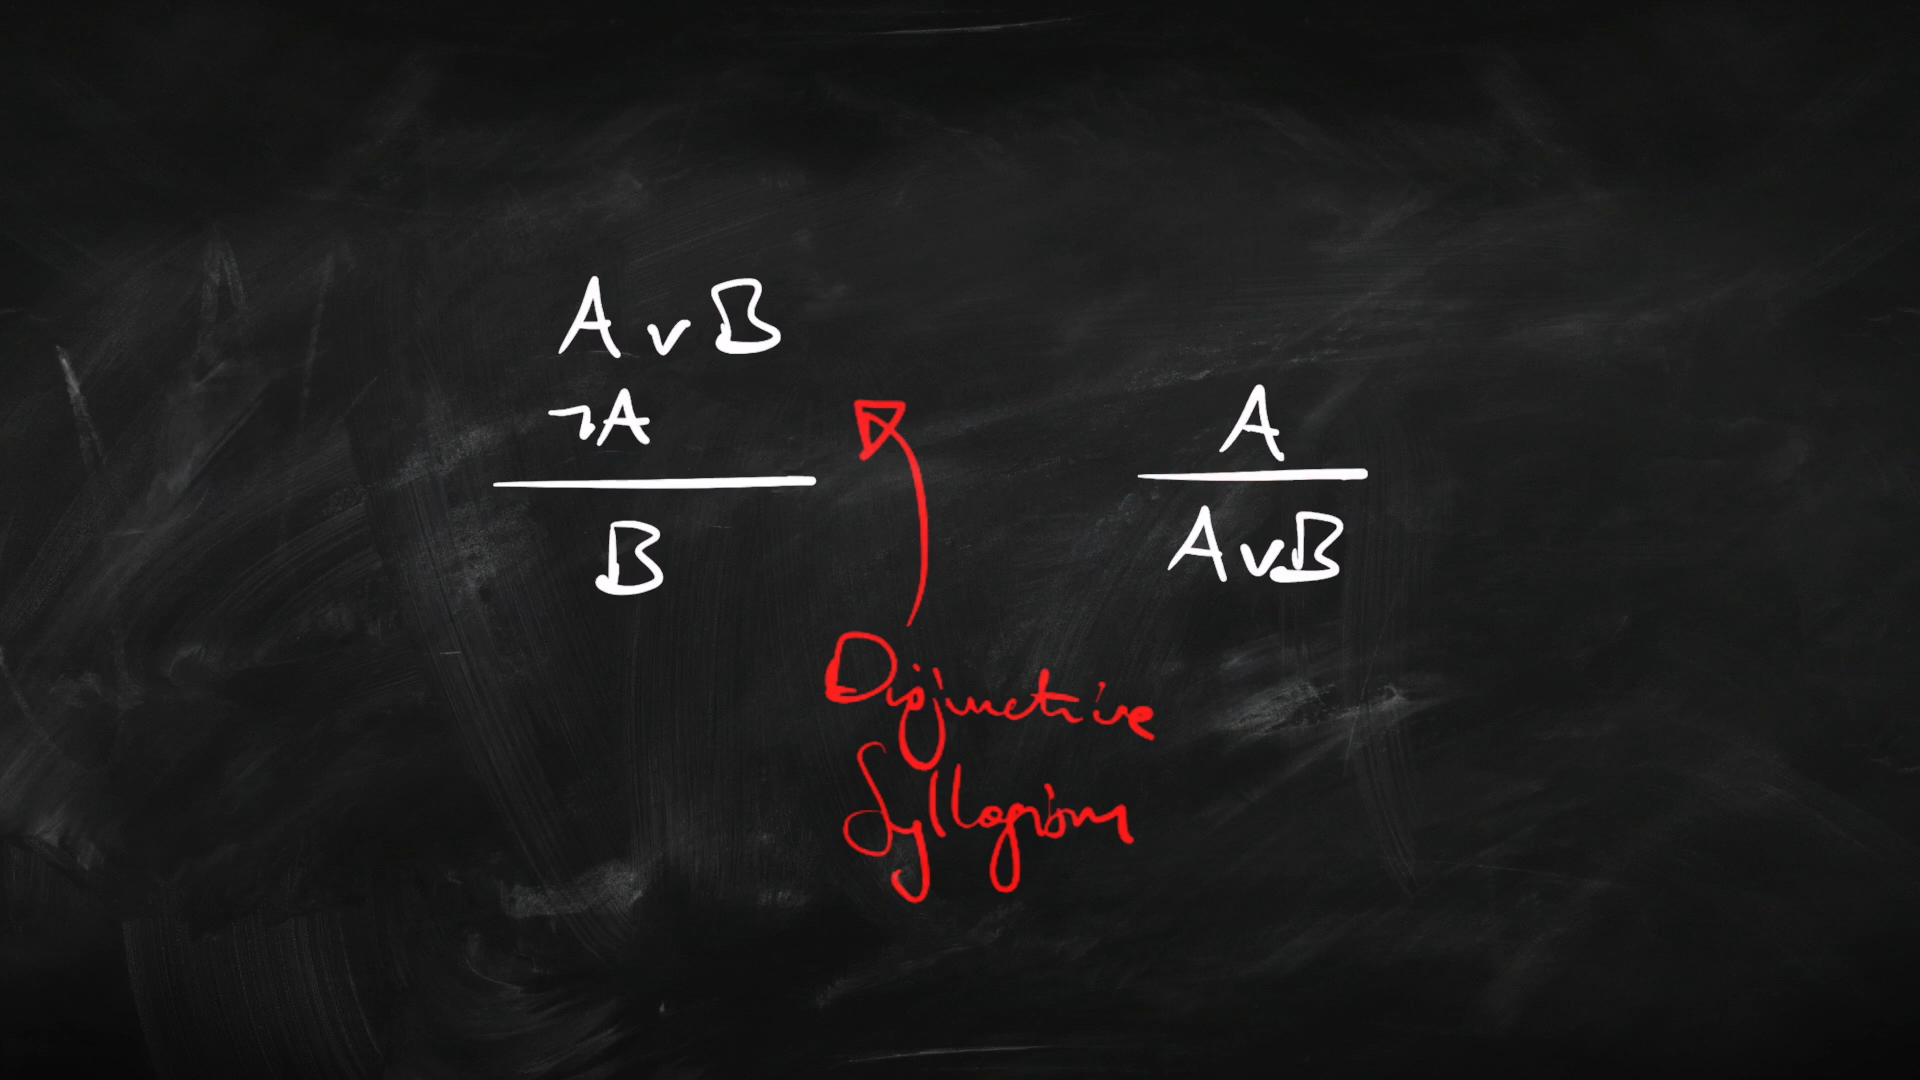 A v B
¬A
B
A
A v B
Disjunctive
Syllogism